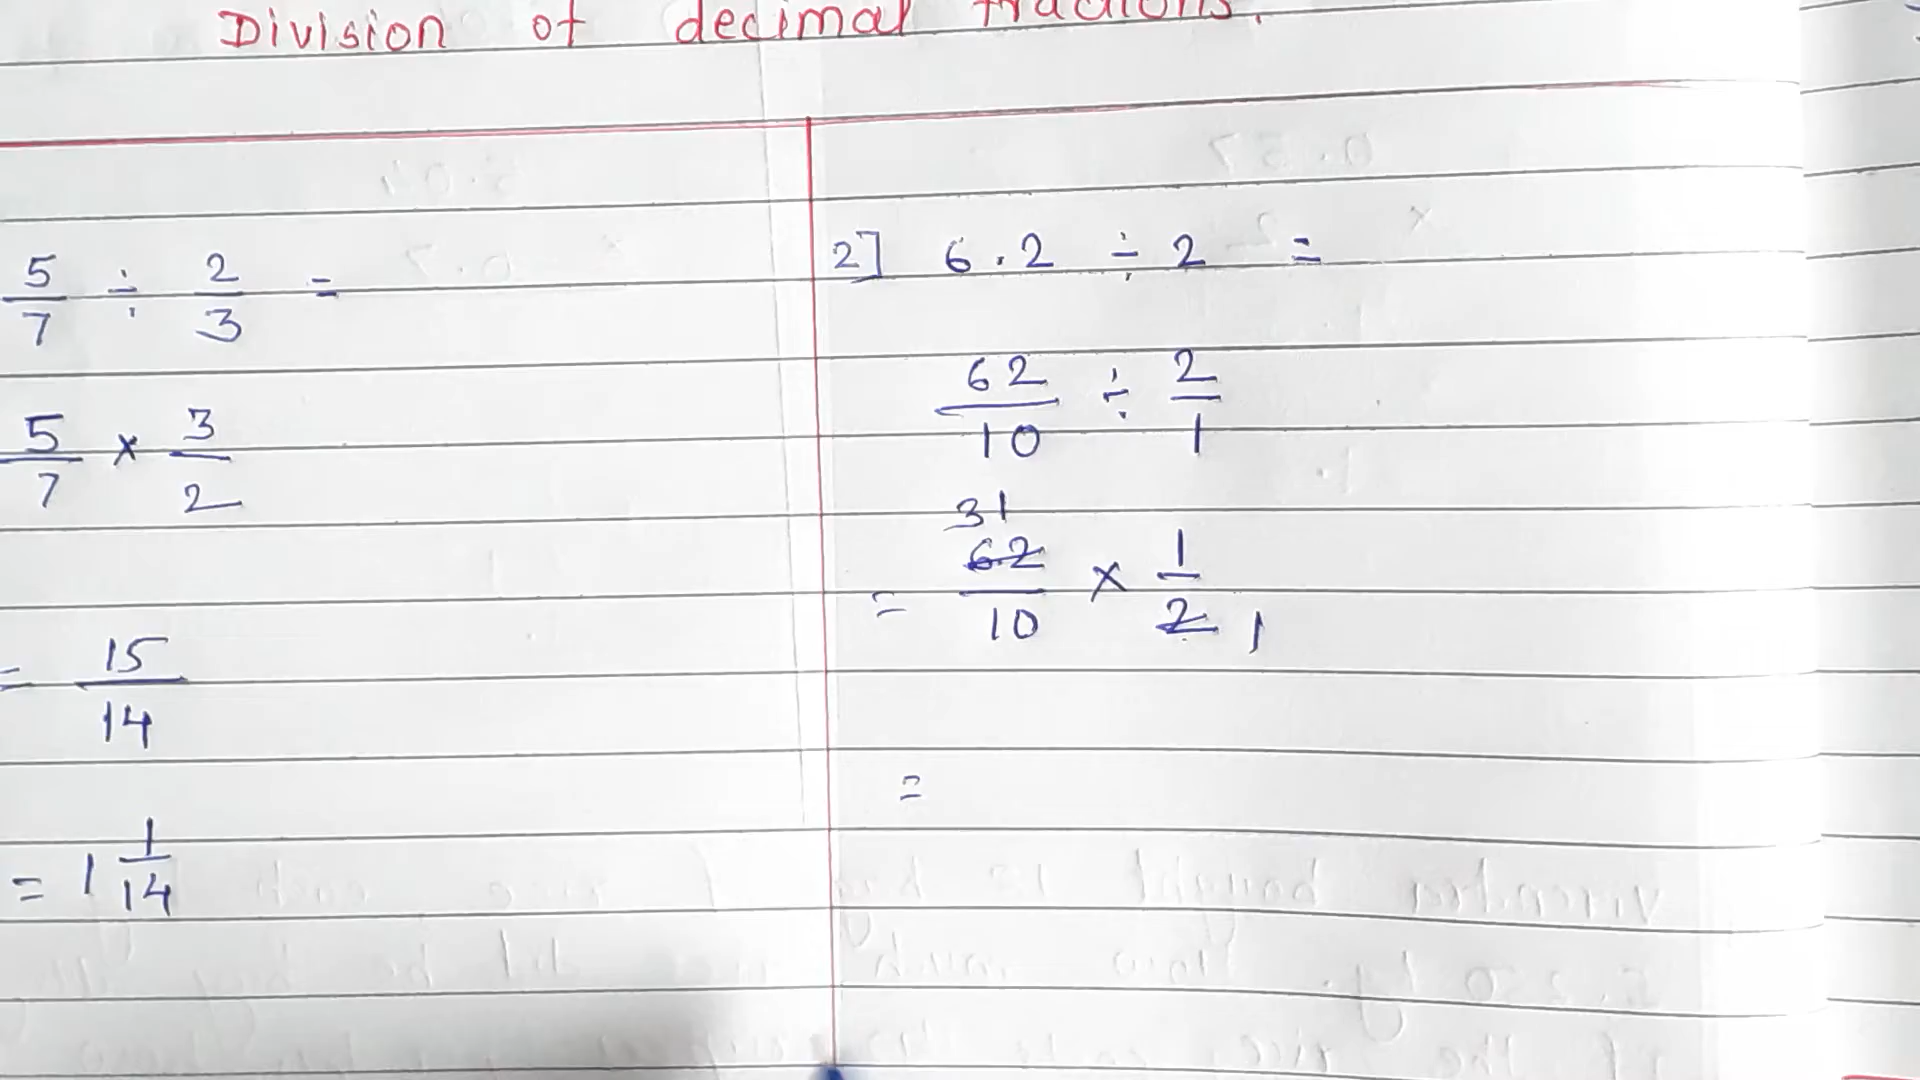 Division of decimal fractions.
5/7 ÷ 2/3 =
5/7 × 3/2
= 15/14
= 1 1/14
2] 6.2 ÷ 2 =
62/10 ÷ 2/1
31
= 62/10 × 1/2 1
=